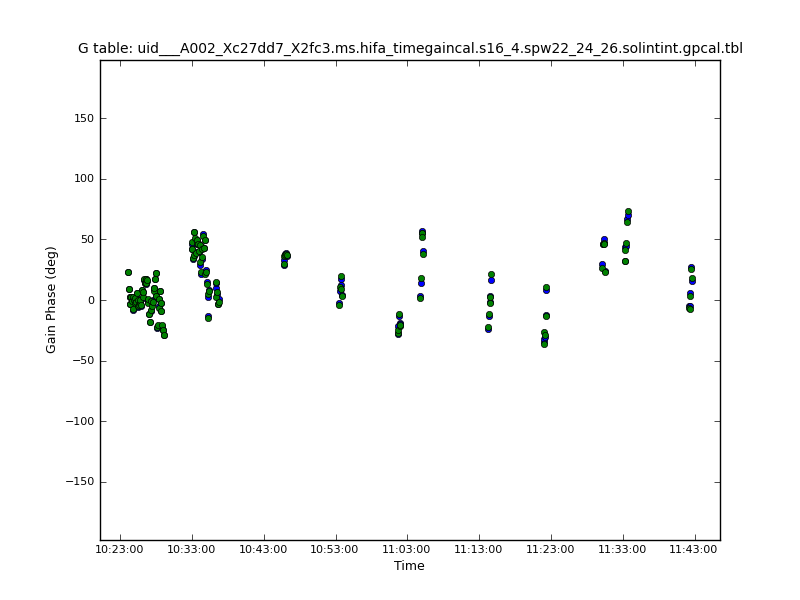 G table: uid___A002_Xc27dd7_X2fc3.ms.hifa_timegaincal.s16_4.spw22_24_26.solintint.gpcal.tbl
150
100
50
0
−50
−100
−150
Gain Phase (deg)
10:23:00 10:33:00 10:43:00 10:53:00 11:03:00 11:13:00 11:23:00 11:33:00 11:43:00
Time